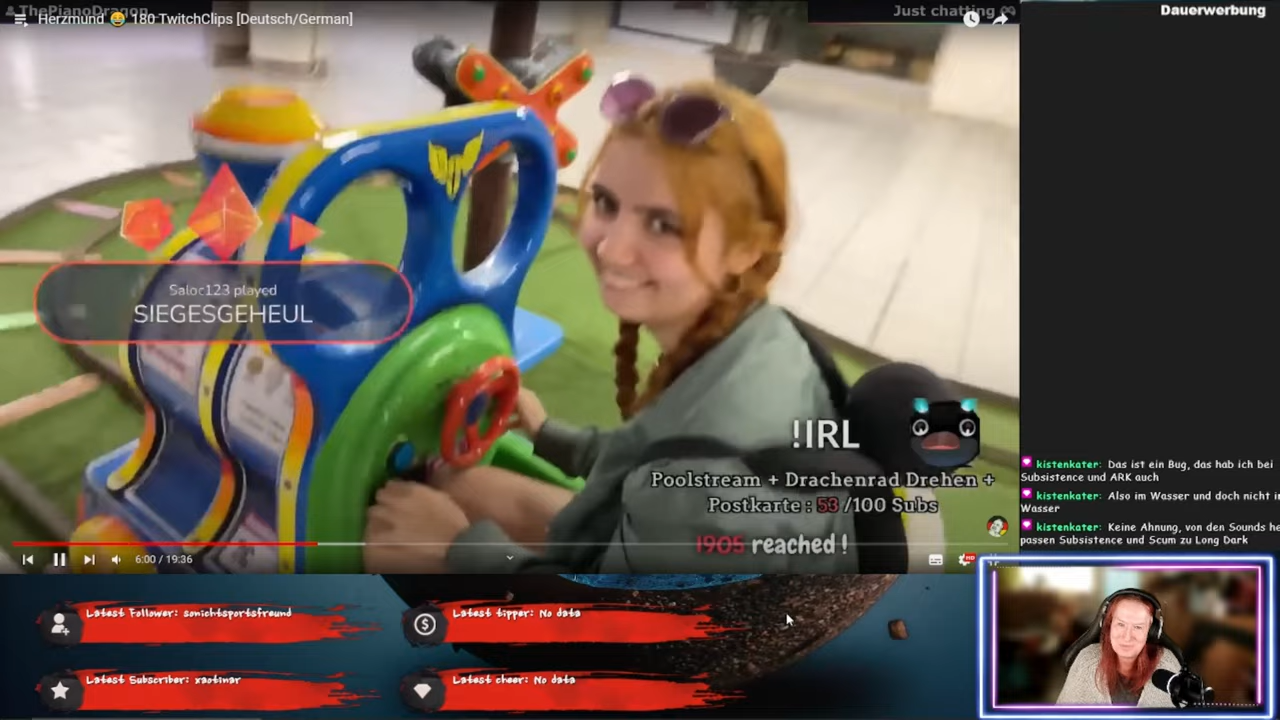 ThePianoDragon
Herzmund 😂 180 TwitchClips [Deutsch/German]
Just chatting
Dauerwerbung
Saloc123 played
SIEGESGEHEUL
!IRL
Poolstream + Drachenrad Drehen +
Postkarte : 53 /100 Subs
1905 reached !
6:00 / 19:36
HD
kistenkater: Das ist ein Bug, das hab ich bei
Subsistence und ARK auch
kistenkater: Also im Wasser und doch nicht in
Wasser
kistenkater: Keine Ahnung, von den Sounds he
passen Subsistence und Scum zu Long Dark
Latest Follower: sonichtsportsfreund
Latest tipper: No data
Latest Subscriber: xaotinar
Latest cheer: No data